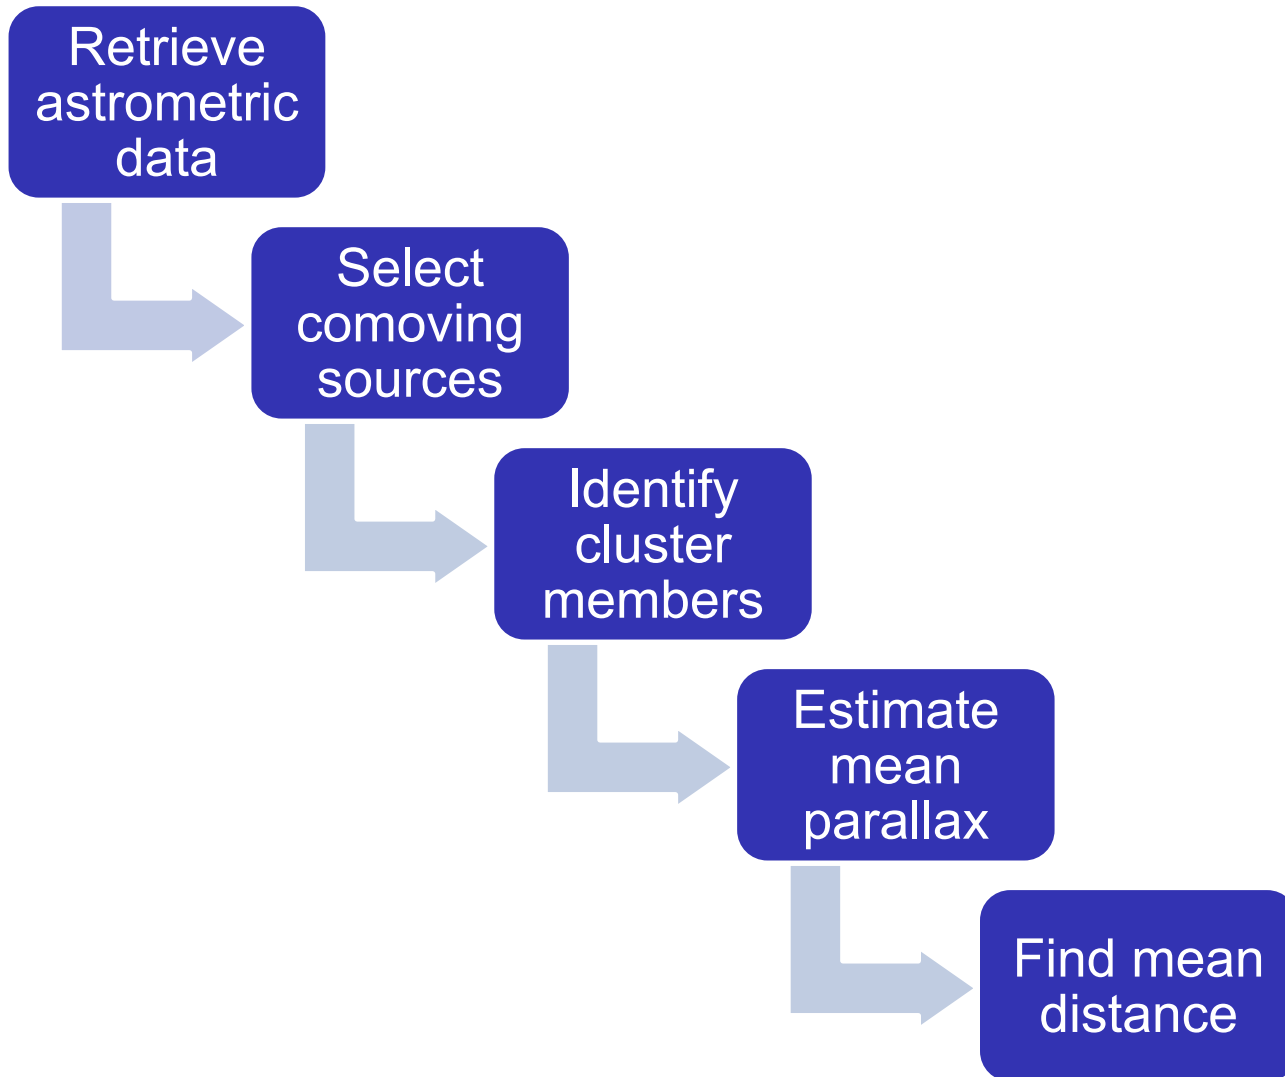 Retrieve
astrometric
data
Select
comoving
sources
Identify
cluster
members
Estimate
mean
parallax
Find mean
distance